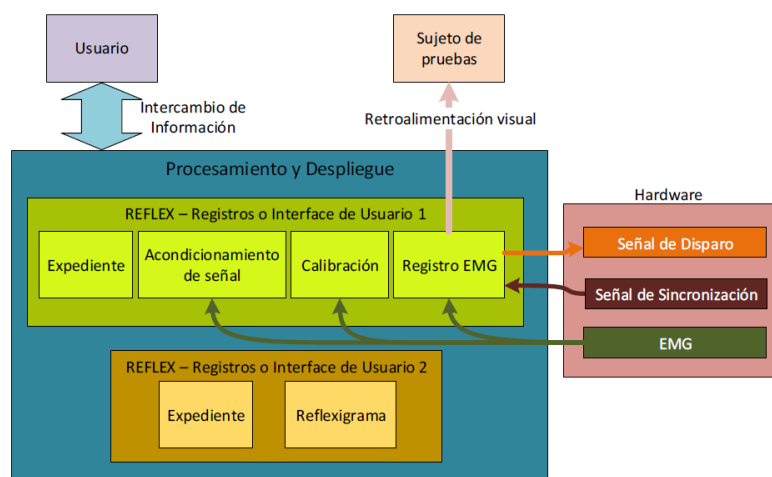 Usuario
Sujeto de
pruebas
Intercambio de
Información
Retroalimentación visual
Procesamiento y Despliegue
REFLEX – Registros o Interface de Usuario 1
Expediente
Acondicionamiento
de señal
Calibración
Registro EMG
Hardware
Señal de Disparo
Señal de Sincronización
EMG
REFLEX – Registros o Interface de Usuario 2
Expediente
Reflexigrama